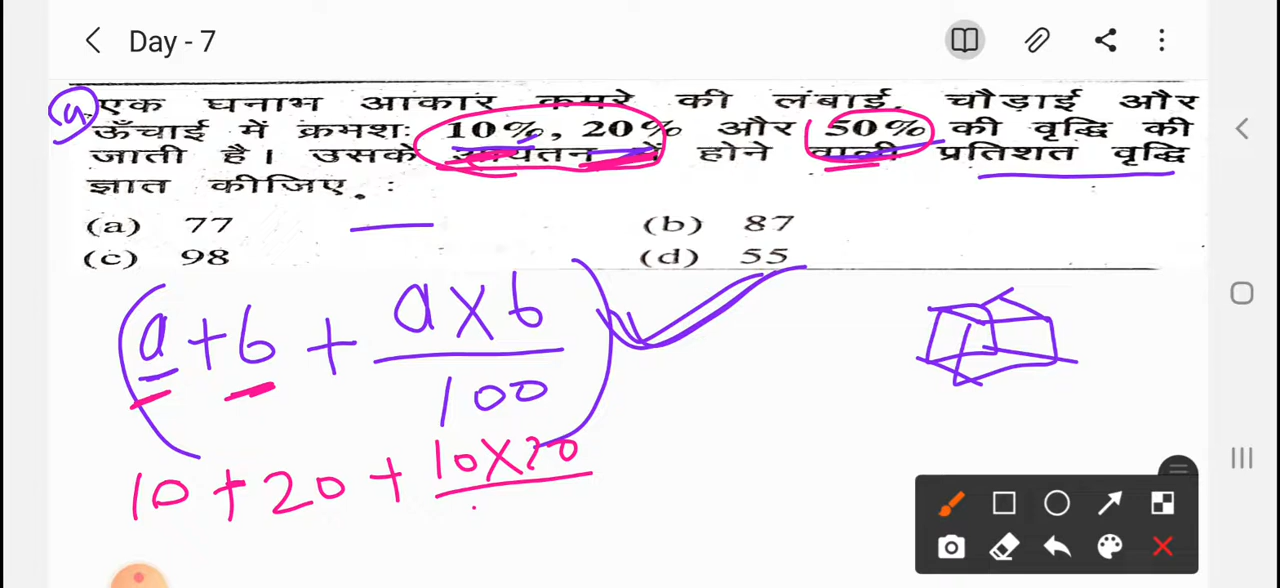 Day - 7
(a) एक घनाभ आकार कमरे की लंबाई, चौड़ाई और
ऊँचाई में क्रमश: 10%, 20% और 50% की वृद्धि की
जाती है। उसके आयतन में होने वाली प्रतिशत वृद्धि
ज्ञात कीजिए :
(a) 77 (b) 87
(c) 98 (d) 55
(a + b + a×b
100)
10 + 20 + 10×20